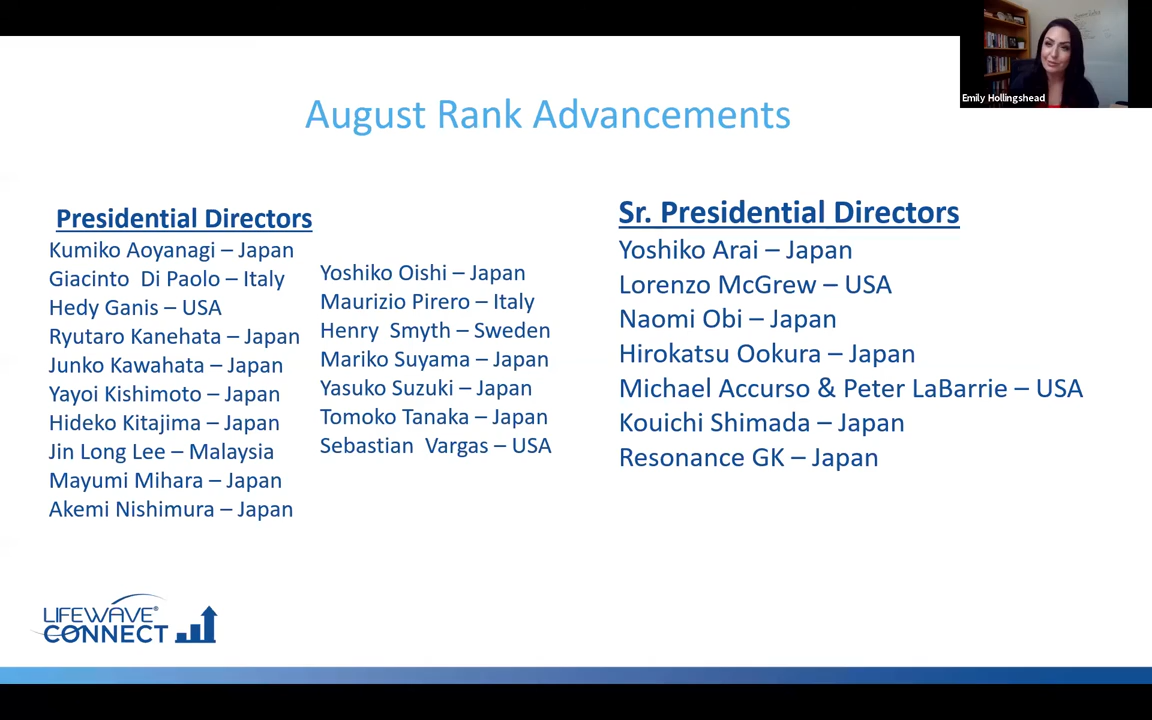 Emily Hollingshead
August Rank Advancements
Presidential Directors
Kumiko Aoyanagi – Japan
Giacinto  Di Paolo – Italy
Hedy Ganis – USA
Ryutaro Kanehata – Japan
Junko Kawahata – Japan
Yayoi Kishimoto – Japan
Hideko Kitajima – Japan
Jin Long Lee – Malaysia
Mayumi Mihara – Japan
Akemi Nishimura – Japan
Yoshiko Oishi – Japan
Maurizio Pirero – Italy
Henry  Smyth – Sweden
Mariko Suyama – Japan
Yasuko Suzuki – Japan
Tomoko Tanaka – Japan
Sebastian  Vargas – USA
Sr. Presidential Directors
Yoshiko Arai – Japan
Lorenzo McGrew – USA
Naomi Obi – Japan
Hirokatsu Ookura – Japan
Michael Accurso & Peter LaBarrie – USA
Kouichi Shimada – Japan
Resonance GK – Japan
LIFEWAVE®
CONNECT